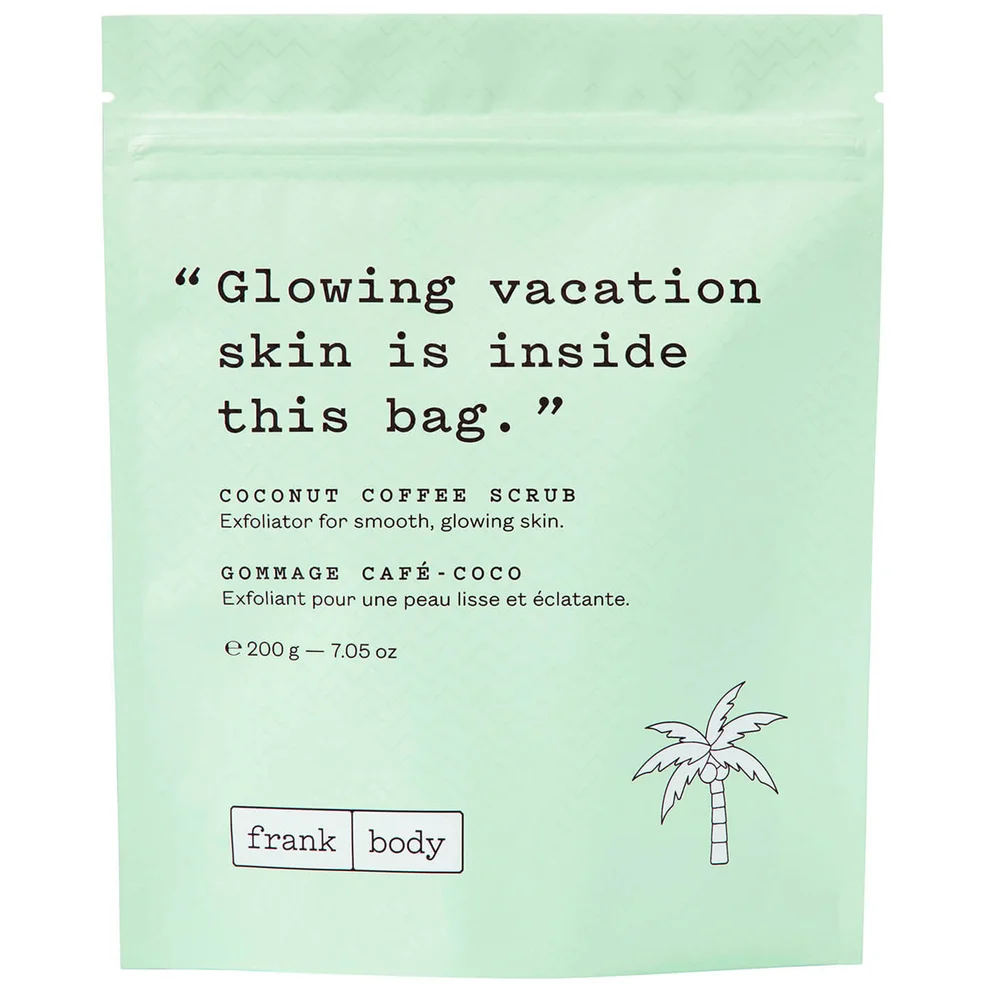 “Glowing vacation
skin is inside
this bag.”
COCONUT COFFEE SCRUB
Exfoliator for smooth, glowing skin.
GOMMAGE CAFÉ-COCO
Exfoliant pour une peau lisse et éclatante.
℮ 200 g — 7.05 oz
frank body